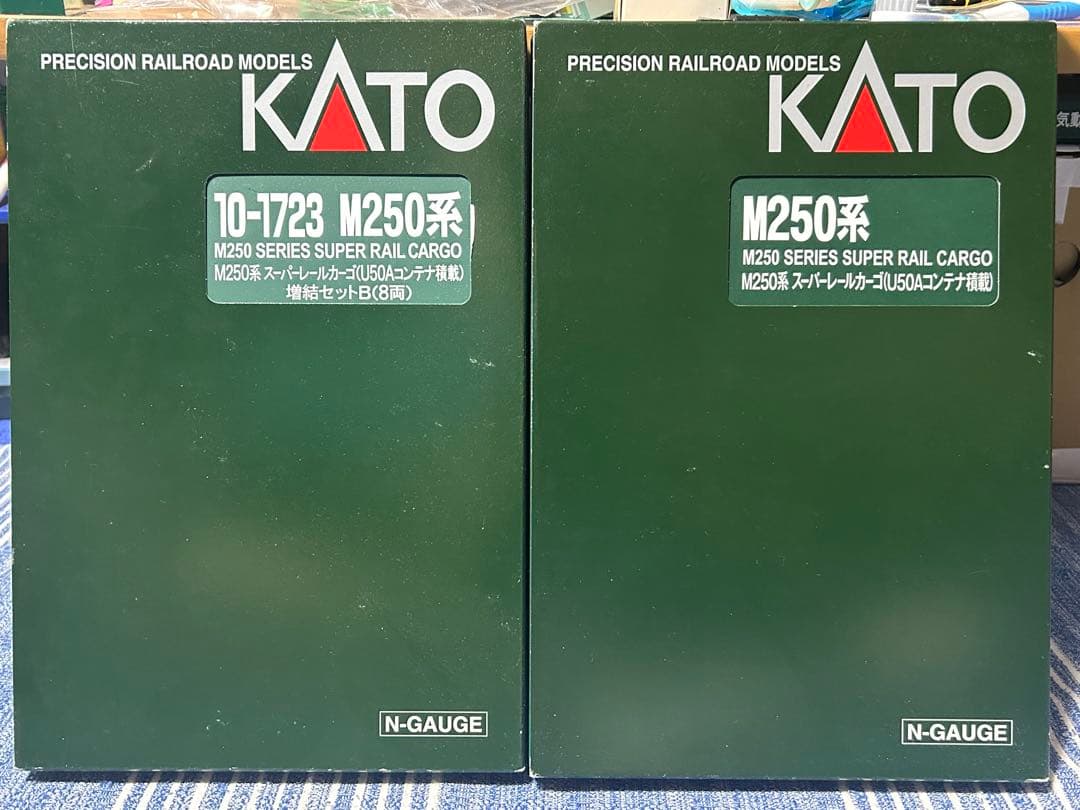 PRECISION RAILROAD MODELS
KATO
10-1723 M250系
M250 SERIES SUPER RAIL CARGO
M250系 スーパーレールカーゴ(U50Aコンテナ積載)
増結セットB(8両)
N-GAUGE
PRECISION RAILROAD MODELS
KATO
M250系
M250 SERIES SUPER RAIL CARGO
M250系 スーパーレールカーゴ(U50Aコンテナ積載)
N-GAUGE
気動